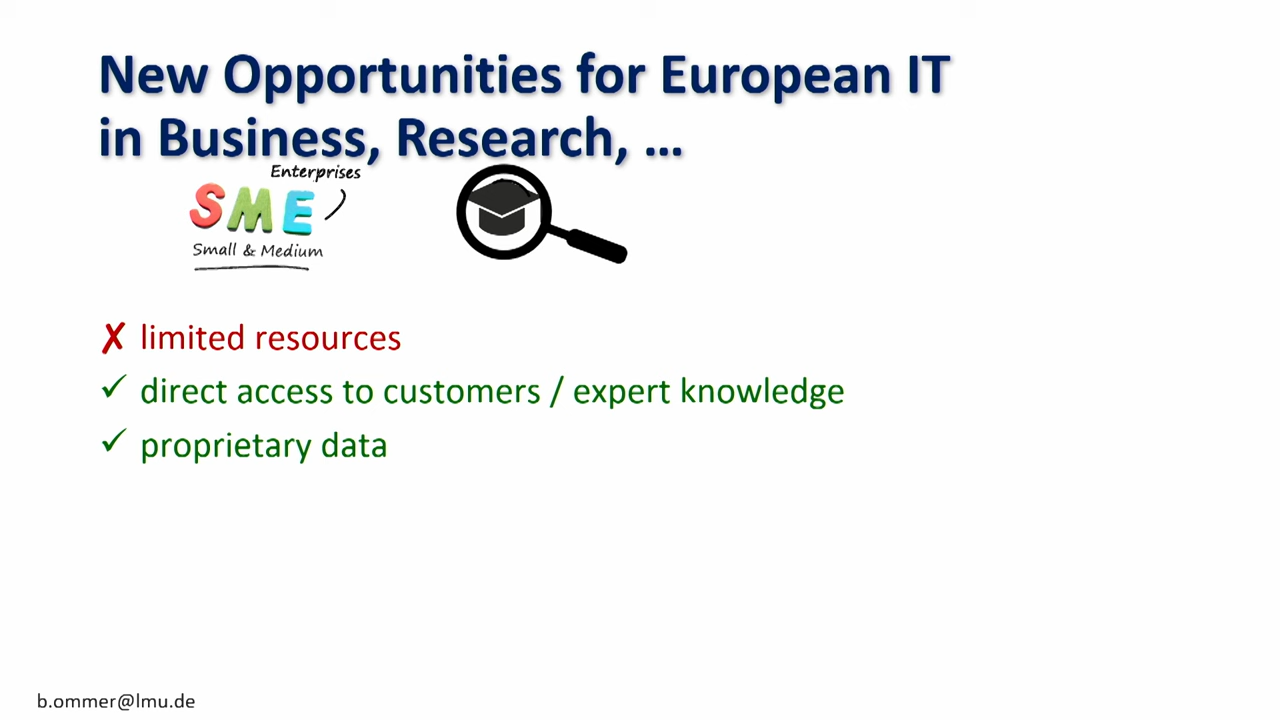 New Opportunities for European IT
in Business, Research, ...
Enterprises
SME
Small & Medium
✗ limited resources
✓ direct access to customers / expert knowledge
✓ proprietary data
b.ommer@lmu.de